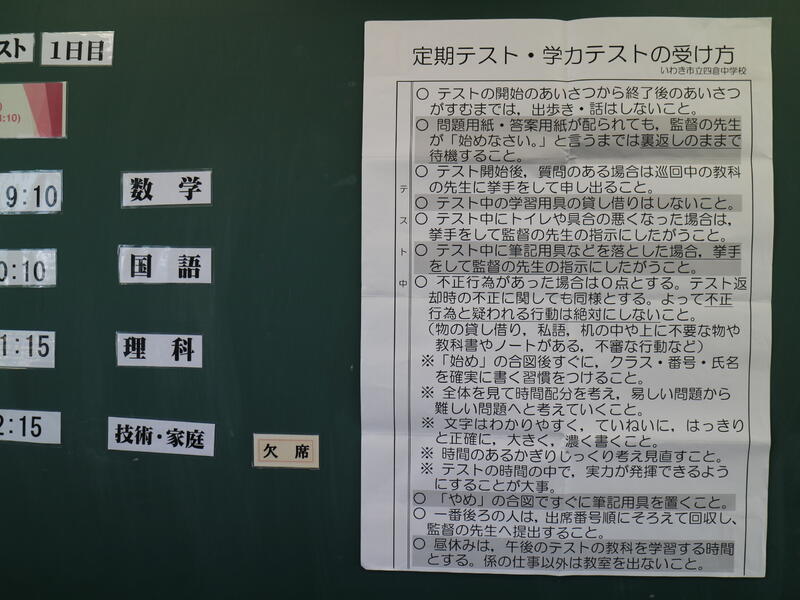 スト 1日目
:10)
9:10 数学
0:10 国語
1:15 理科
2:15 技術・家庭
欠席
定期テスト・学力テストの受け方
いわき市立四倉中学校
テスト中
○ テストの開始のあいさつから終了後のあいさつ
がすむまでは，出歩き・話はしないこと。
○ 問題用紙・答案用紙が配られても，監督の先生
が「始めなさい。」と言うまでは裏返しのままで
待機すること。
○ テスト開始後，質問のある場合は巡回中の教科
の先生に挙手をして申し出ること。
○ テスト中の学習用具の貸し借りはしないこと。
○ テスト中にトイレや具合の悪くなった場合は，
挙手をして監督の先生の指示にしたがうこと。
○ テスト中に筆記用具などを落とした場合，挙手
をして監督の先生の指示にしたがうこと。
○ 不正行為があった場合は０点とする。テスト返
却時の不正に関しても同様とする。よって不正
行為と疑われる行動は絶対にしないこと。
（物の貸し借り，私語，机の中や上に不要な物や
教科書やノートがある，不審な行動など）
※「始め」の合図後すぐに，クラス・番号・氏名
を確実に書く習慣をつけること。
※ 全体を見て時間配分を考え，易しい問題から
難しい問題へと考えていくこと。
※ 文字はわかりやすく，ていねいに，はっきり
と正確に，大きく，濃く書くこと。
※ 時間のあるかぎりじっくり考え見直すこと。
※ テストの時間の中で，実力が発揮できるよう
にすることが大事。
○ 「やめ」の合図ですぐに筆記用具を置くこと。
○ 一番後ろの人は，出席番号順にそろえて回収し，
監督の先生へ提出すること。
○ 昼休みは，午後のテストの教科を学習する時間
とする。係の仕事以外は教室を出ないこと。